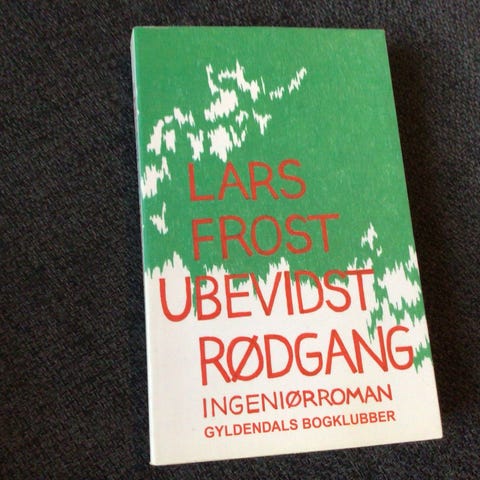 LARS
FROST
UBEVIDST
RØDGANG
INGENIØRROMAN
GYLDENDALS BOGKLUBBER